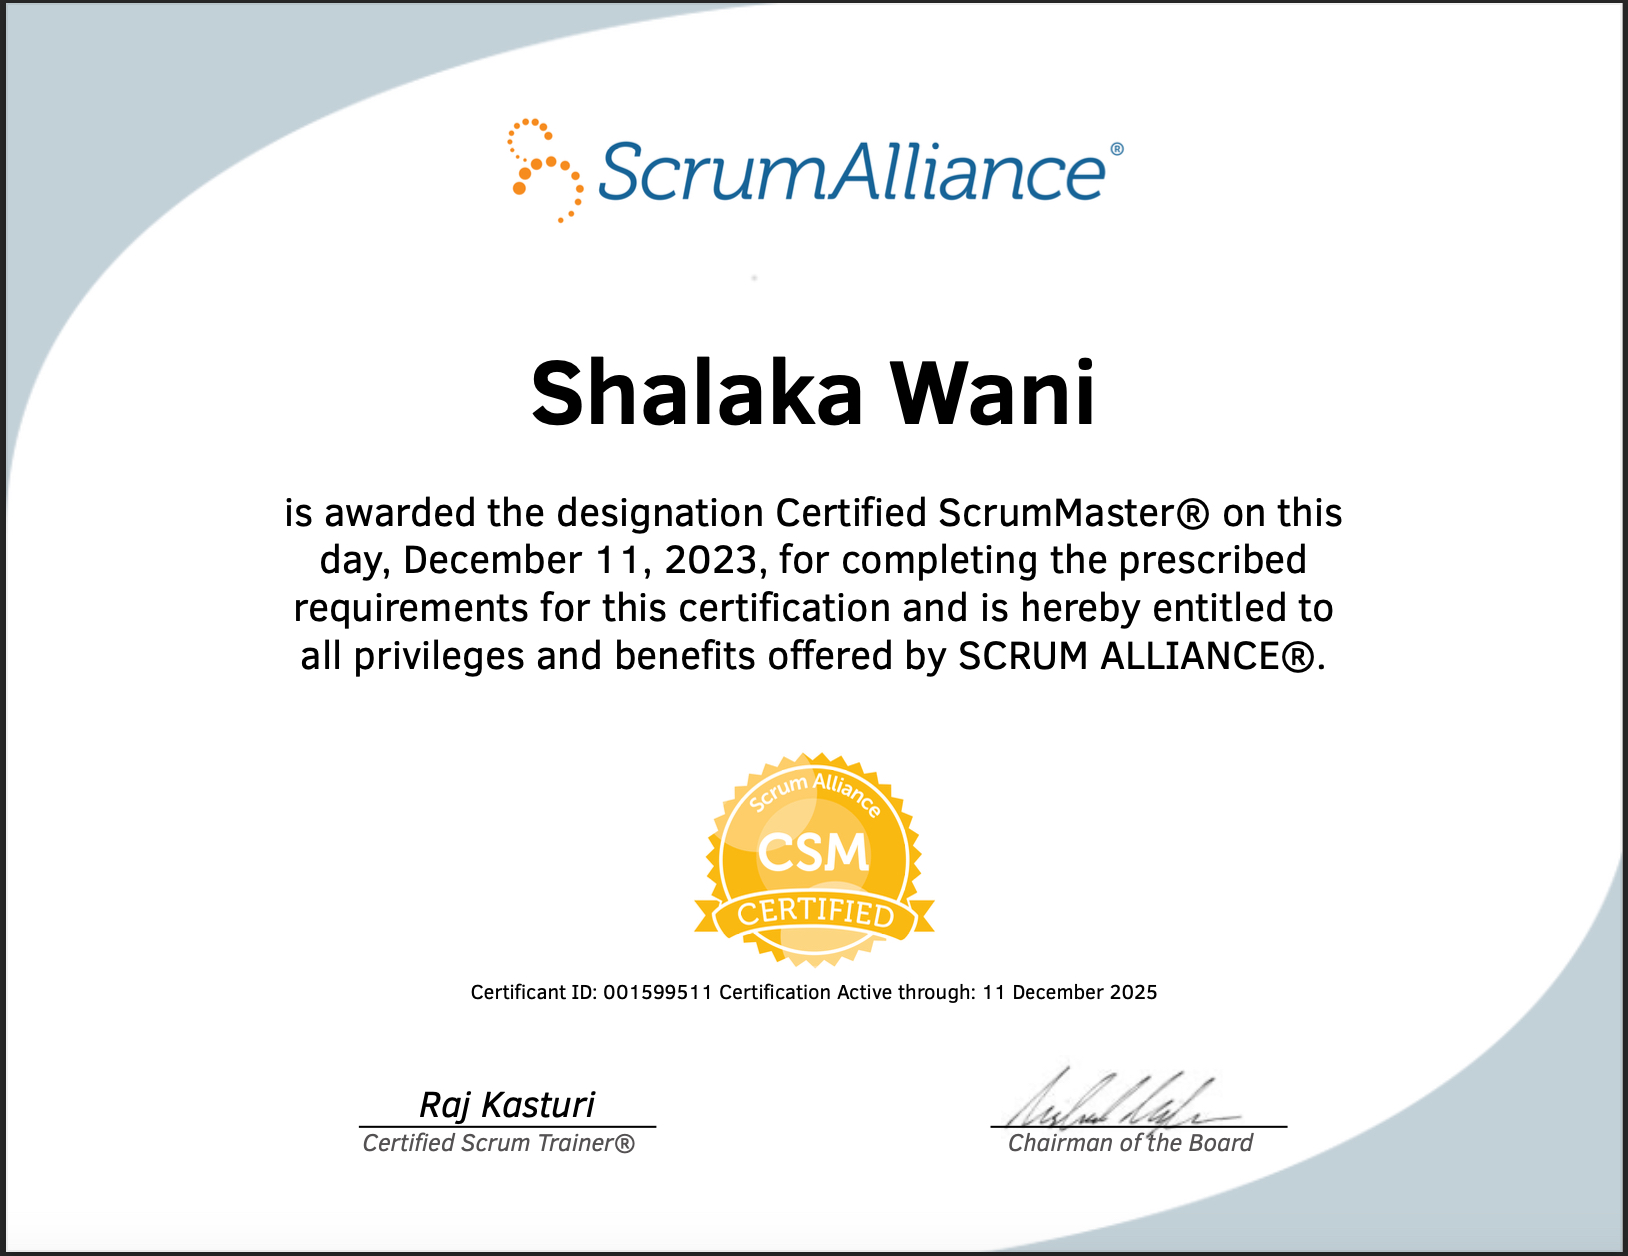 ScrumAlliance®
Shalaka Wani
is awarded the designation Certified ScrumMaster® on this
day, December 11, 2023, for completing the prescribed
requirements for this certification and is hereby entitled to
all privileges and benefits offered by SCRUM ALLIANCE®.
Scrum Alliance
CSM
CERTIFIED
Certificant ID: 001599511 Certification Active through: 11 December 2025
Raj Kasturi
Certified Scrum Trainer®
Chairman of the Board